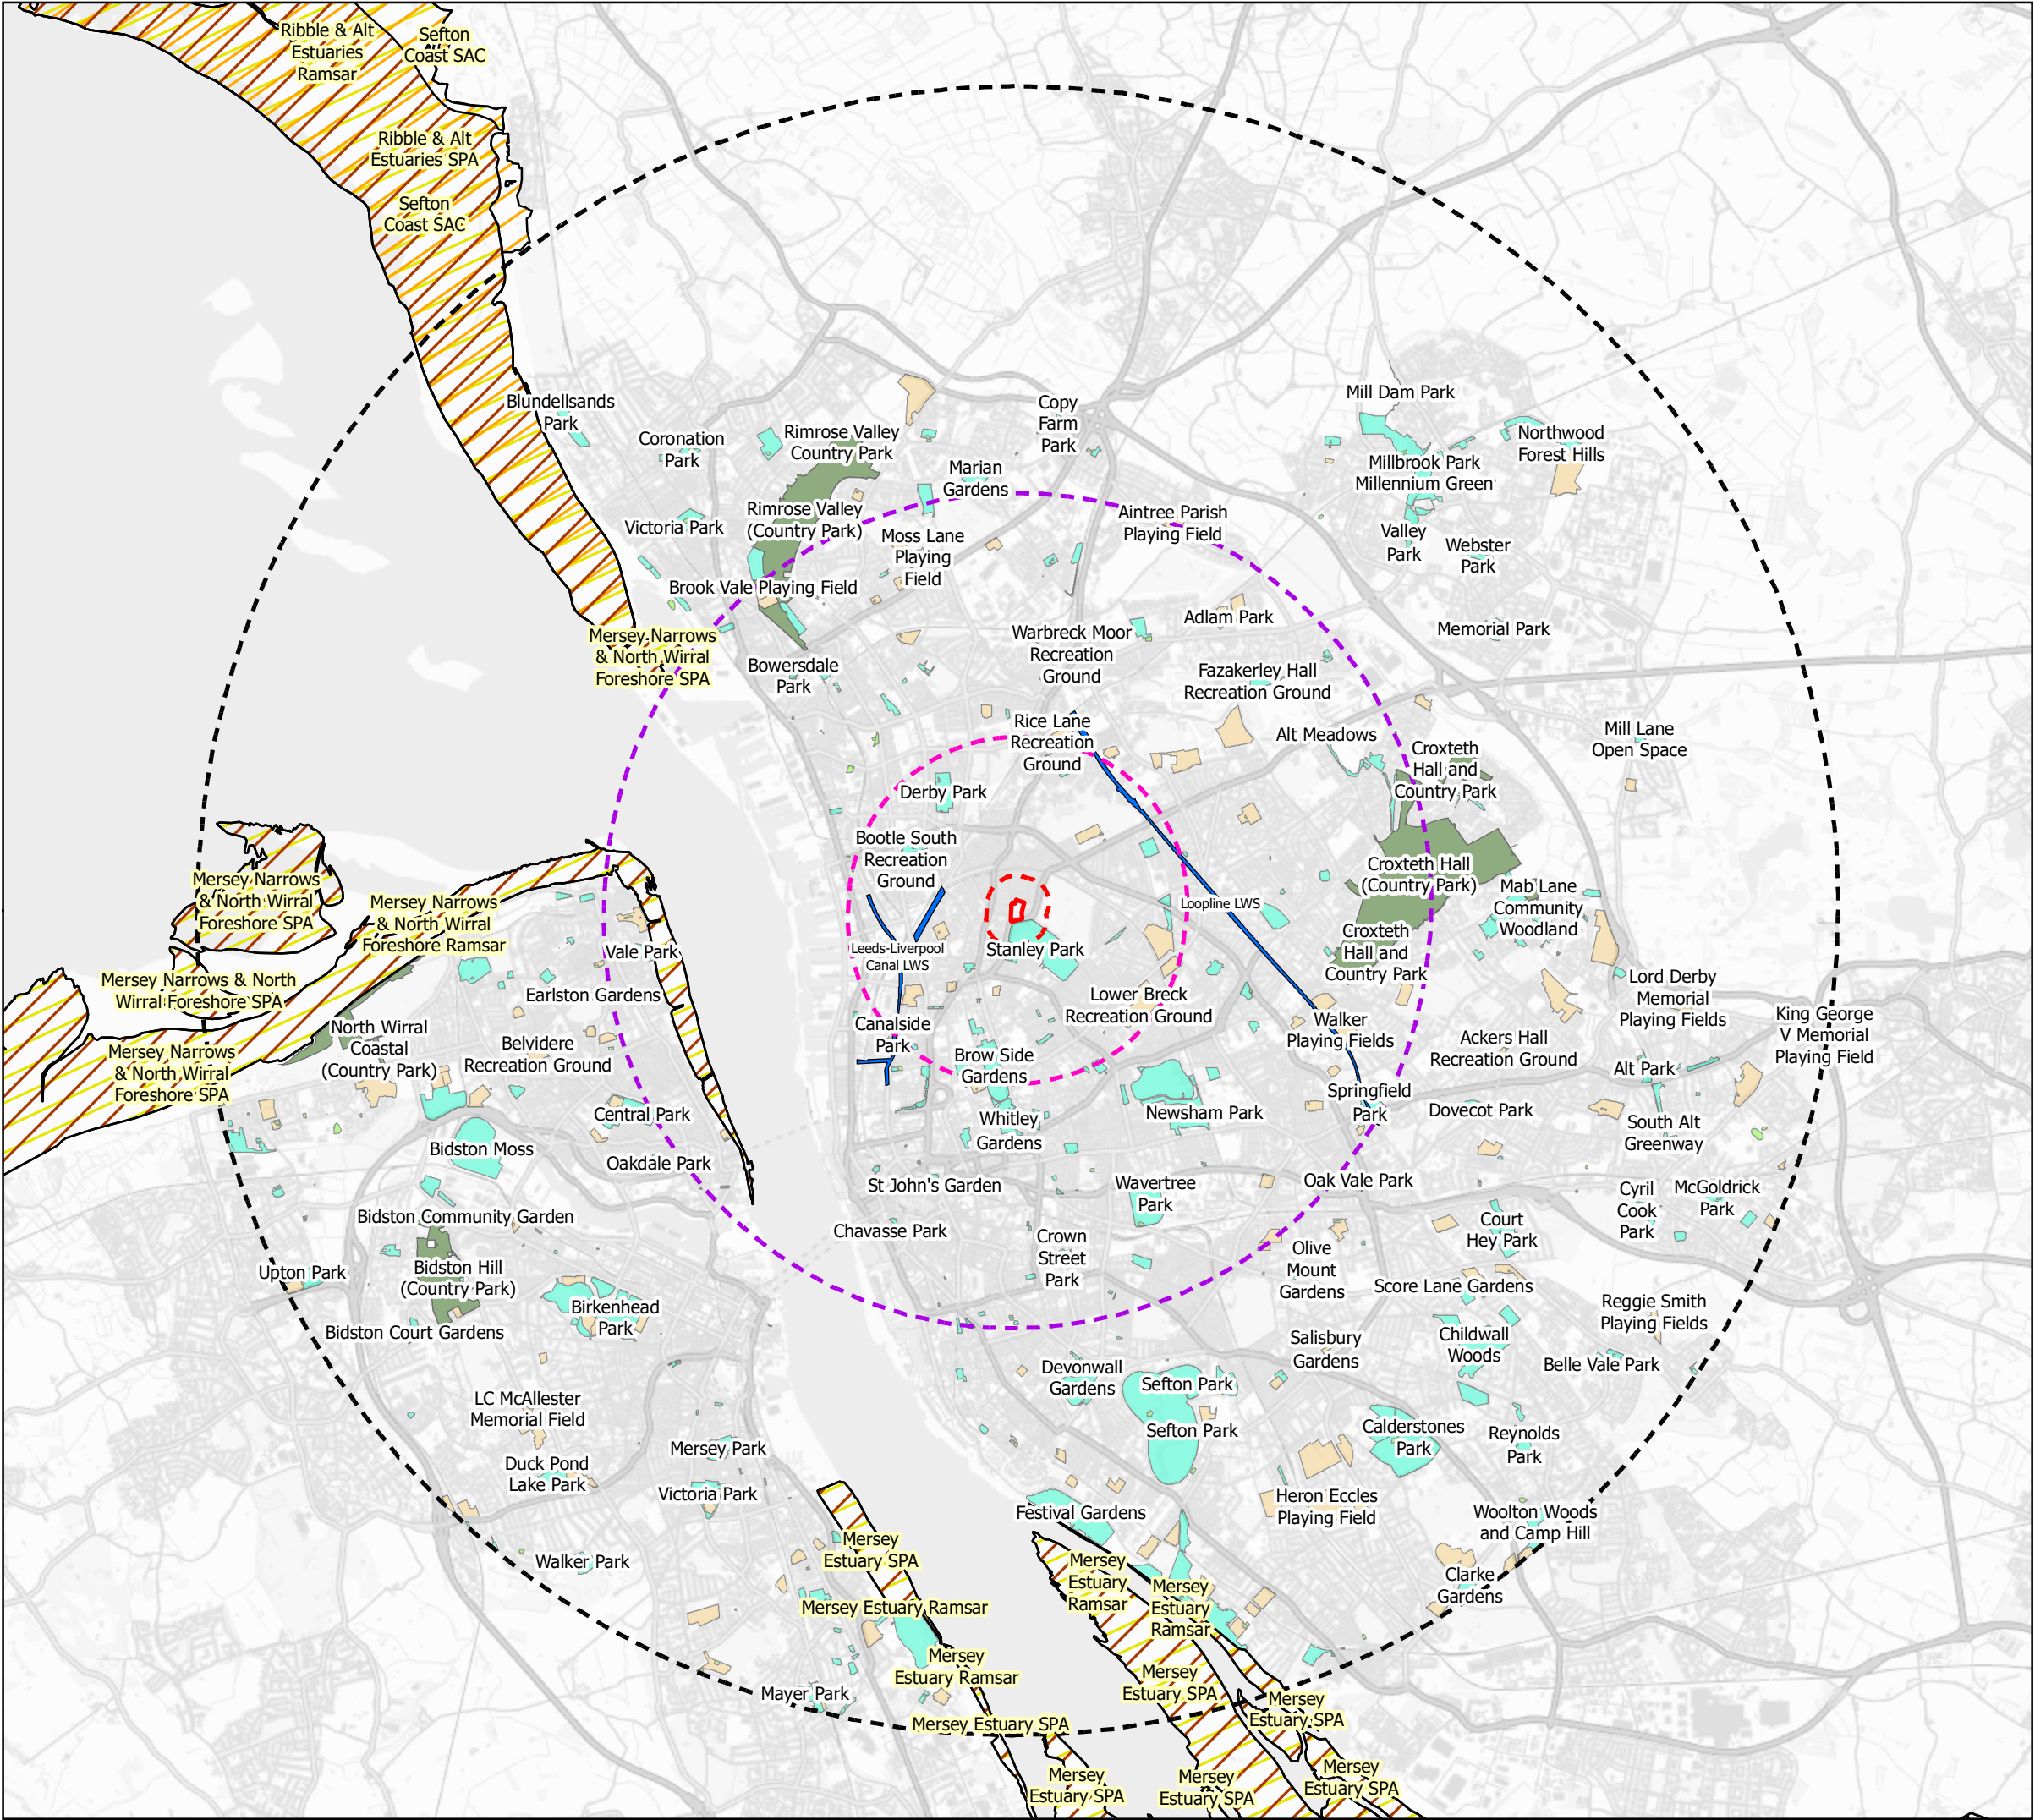 Ribble & Alt
Estuaries
Ramsar
Sefton
Coast SAC
Ribble & Alt
Estuaries SPA
Sefton
Coast SAC
Blundellsands
Park
Coronation
Park
Rimrose Valley
Country Park
Copy
Farm
Park
Mill Dam Park
Northwood
Forest Hills
Millbrook Park
Millennium Green
Marian
Gardens
Victoria Park
Rimrose Valley
(Country Park)
Moss Lane
Playing
Field
Aintree Parish
Playing Field
Valley
Park
Webster
Park
Brook Vale Playing Field
Adlam Park
Memorial Park
Mersey Narrows
& North Wirral
Foreshore SPA
Bowersdale
Park
Warbreck Moor
Recreation
Ground
Fazakerley Hall
Recreation Ground
Rice Lane
Recreation
Ground
Alt Meadows
Croxteth
Hall and
Country Park
Mill Lane
Open Space
Derby Park
Bootle South
Recreation
Ground
Croxteth Hall
(Country Park)
Mab Lane
Community
Woodland
Loopline LWS
Mersey Narrows
& North Wirral
Foreshore SPA
Mersey Narrows
& North Wirral
Foreshore Ramsar
Vale Park
Leeds-Liverpool
Canal LWS
Stanley Park
Croxteth
Hall and
Country Park
Mersey Narrows & North
Wirral Foreshore SPA
Earlston Gardens
Lower Breck
Recreation Ground
Lord Derby
Memorial
Playing Fields
King George
V Memorial
Playing Field
North Wirral
Coastal
(Country Park)
Belvidere
Recreation Ground
Canalside
Park
Walker
Playing Fields
Ackers Hall
Recreation Ground
Mersey Narrows
& North Wirral
Foreshore SPA
Brow Side
Gardens
Alt Park
Central Park
Whitley
Gardens
Newsham Park
Springfield
Park
Dovecot Park
South Alt
Greenway
Bidston Moss
Oakdale Park
St John's Garden
Wavertree
Park
Oak Vale Park
Cyril
Cook
Park
McGoldrick
Park
Bidston Community Garden
Chavasse Park
Crown
Street
Park
Olive
Mount
Gardens
Court
Hey Park
Upton Park
Bidston Hill
(Country Park)
Score Lane Gardens
Birkenhead
Park
Bidston Court Gardens
Reggie Smith
Playing Fields
Salisbury
Gardens
Childwall
Woods
Belle Vale Park
Devonwall
Gardens
Sefton Park
LC McAllester
Memorial Field
Sefton Park
Calderstones
Park
Reynolds
Park
Mersey Park
Duck Pond
Lake Park
Victoria Park
Festival Gardens
Heron Eccles
Playing Field
Woolton Woods
and Camp Hill
Walker Park
Mersey
Estuary SPA
Mersey
Estuary
Ramsar
Mersey
Estuary
Ramsar
Clarke
Gardens
Mersey Estuary Ramsar
Mersey
Estuary Ramsar
Mersey
Estuary SPA
Mayer Park
Mersey Estuary SPA
Mersey
Estuary SPA
Mersey
Estuary SPA
Mersey
Estuary SPA
Mersey
Estuary SPA